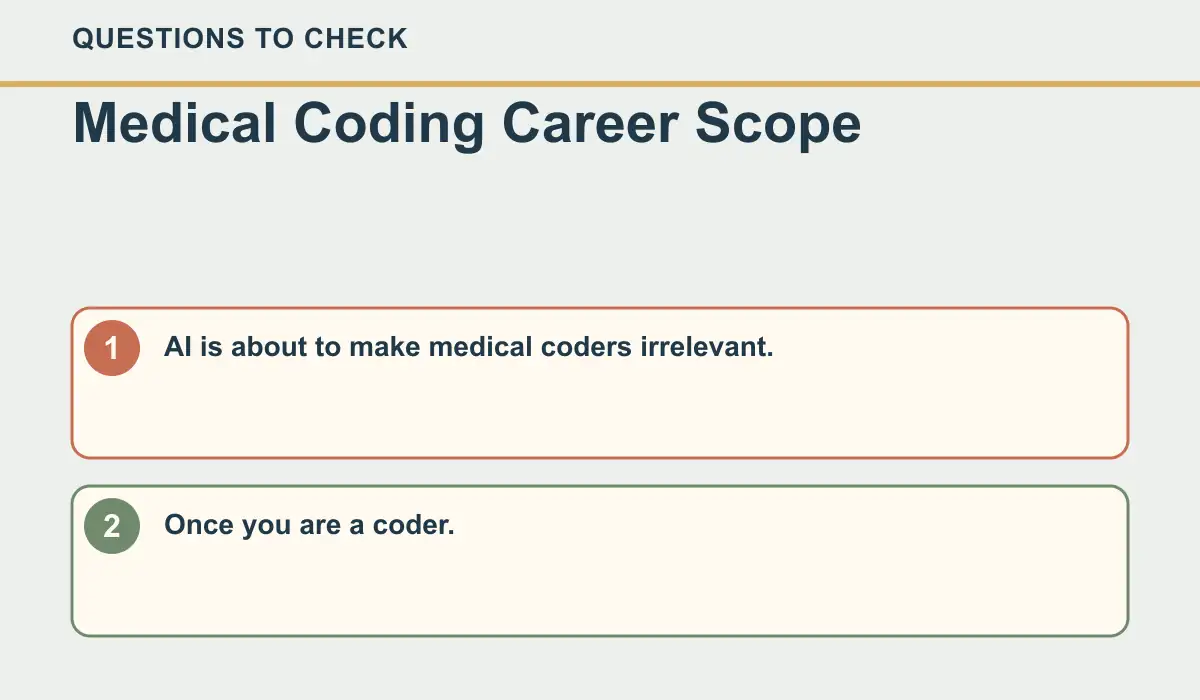 QUESTIONS TO CHECK
Medical Coding Career Scope
1
AI is about to make medical coders irrelevant.
2
Once you are a coder.